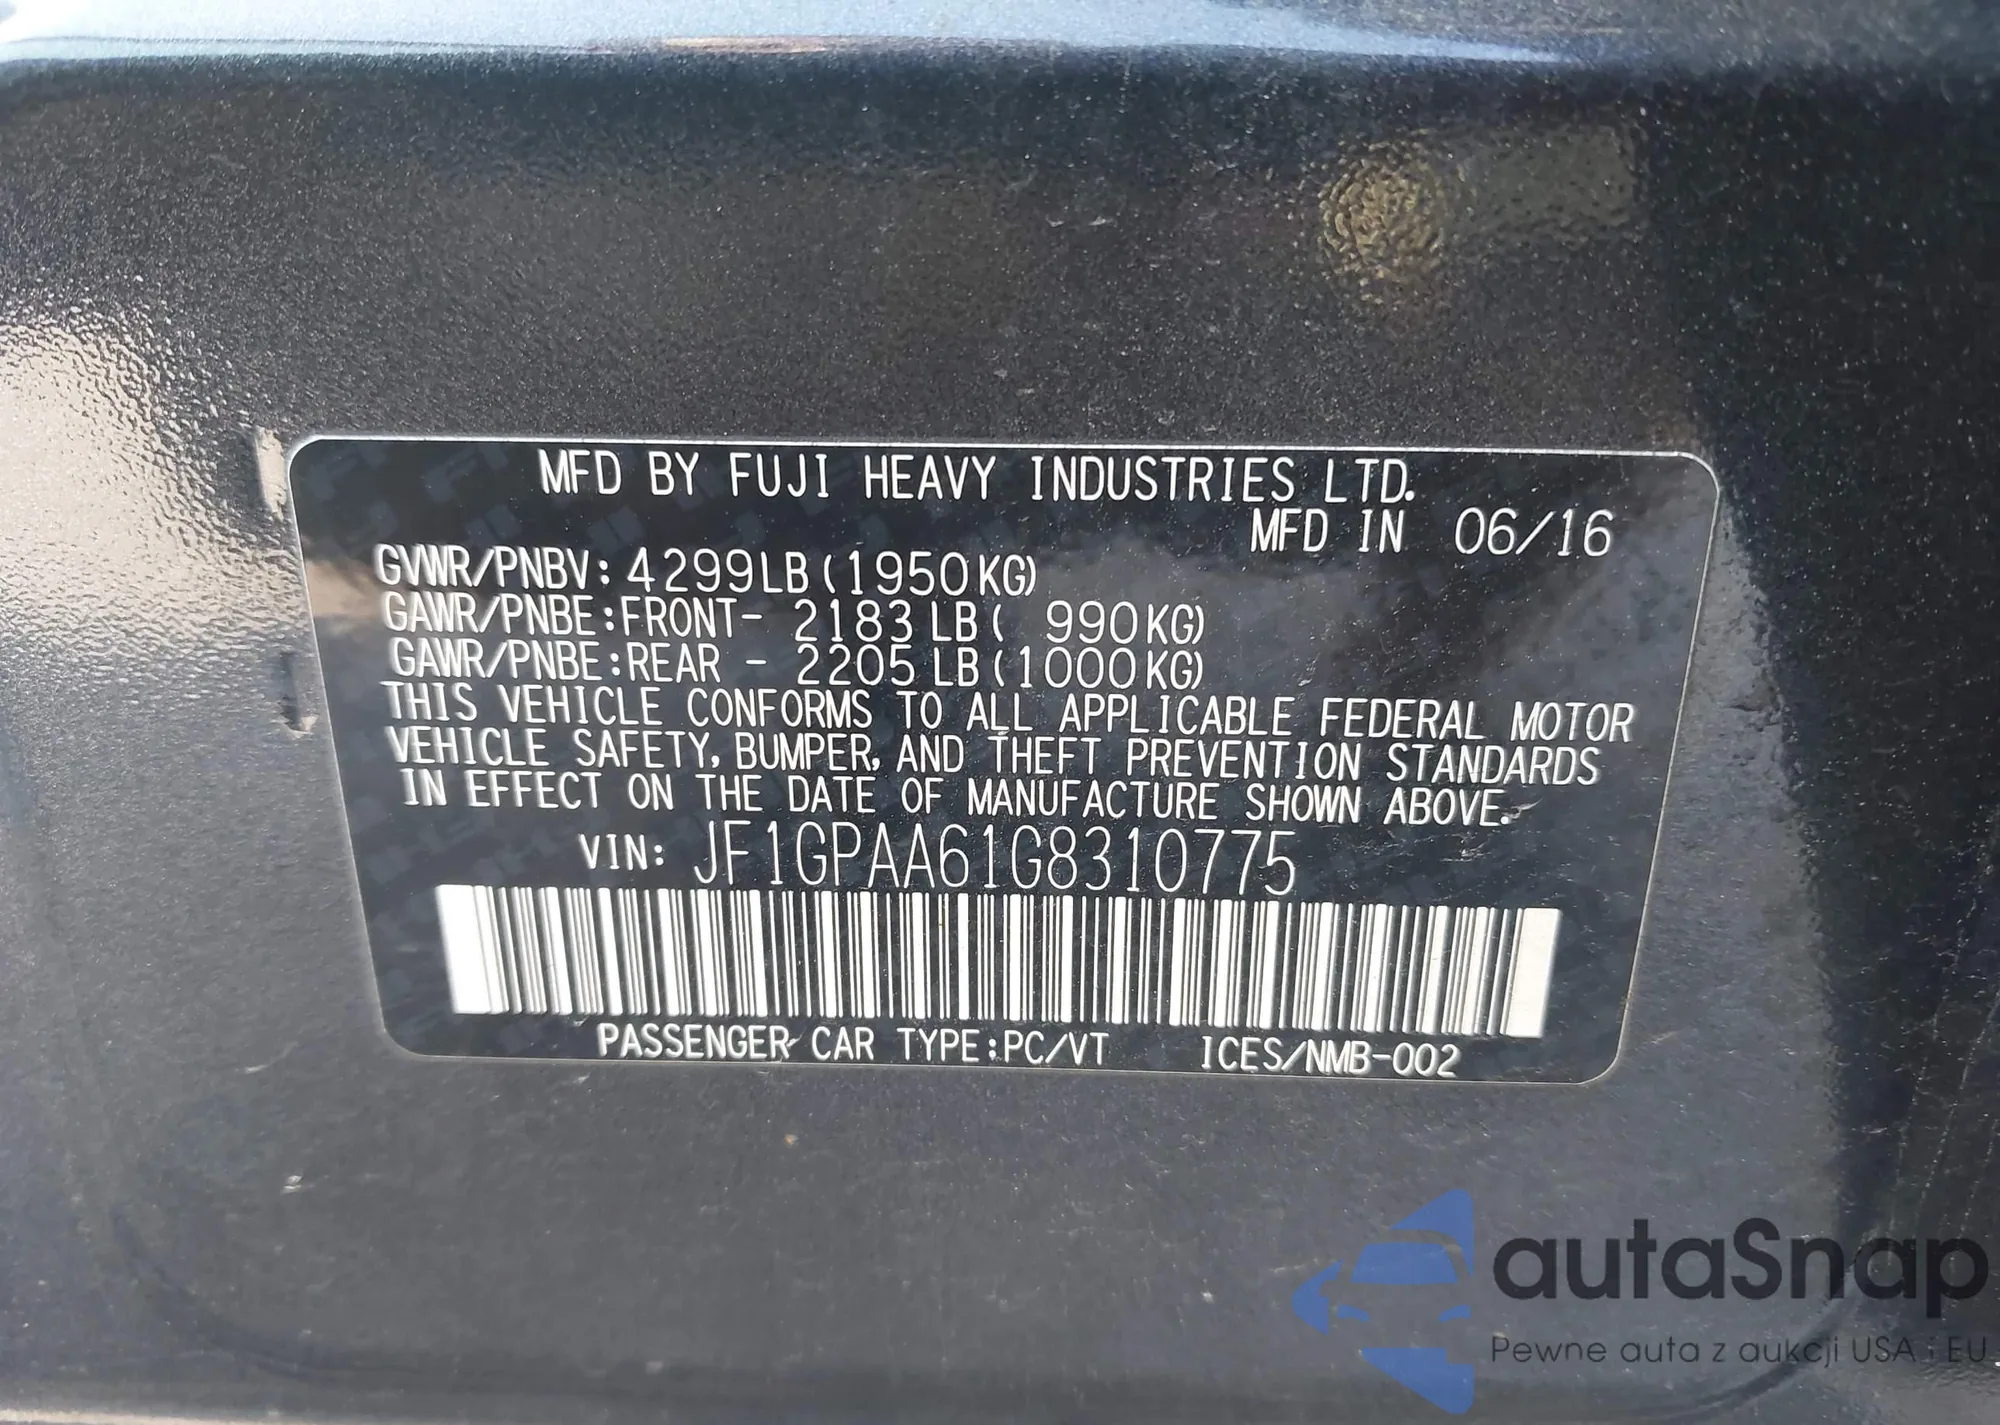 MFD BY FUJI HEAVY INDUSTRIES LTD.
MFD IN 06/16
GVWR/PNBV: 4299LB (1950KG)
GAWR/PNBE:FRONT- 2183 LB ( 990KG)
GAWR/PNBE:REAR - 2205 LB (1000KG)
THIS VEHICLE CONFORMS TO ALL APPLICABLE FEDERAL MOTOR
VEHICLE SAFETY, BUMPER, AND THEFT PREVENTION STANDARDS
IN EFFECT ON THE DATE OF MANUFACTURE SHOWN ABOVE.
VIN: JF1GPAA61G8310775
PASSENGER CAR TYPE:PC/VT ICES/NMB-002
autaSnap
Pewne auta z aukcji USA i EU